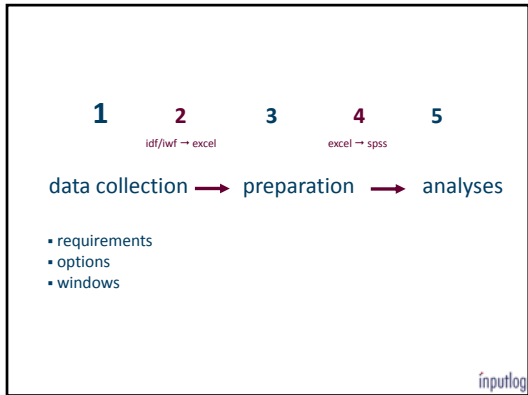 1 2 3 4 5
idf/iwf → excel excel → spss
data collection → preparation → analyses
▪ requirements
▪ options
▪ windows
inputlog